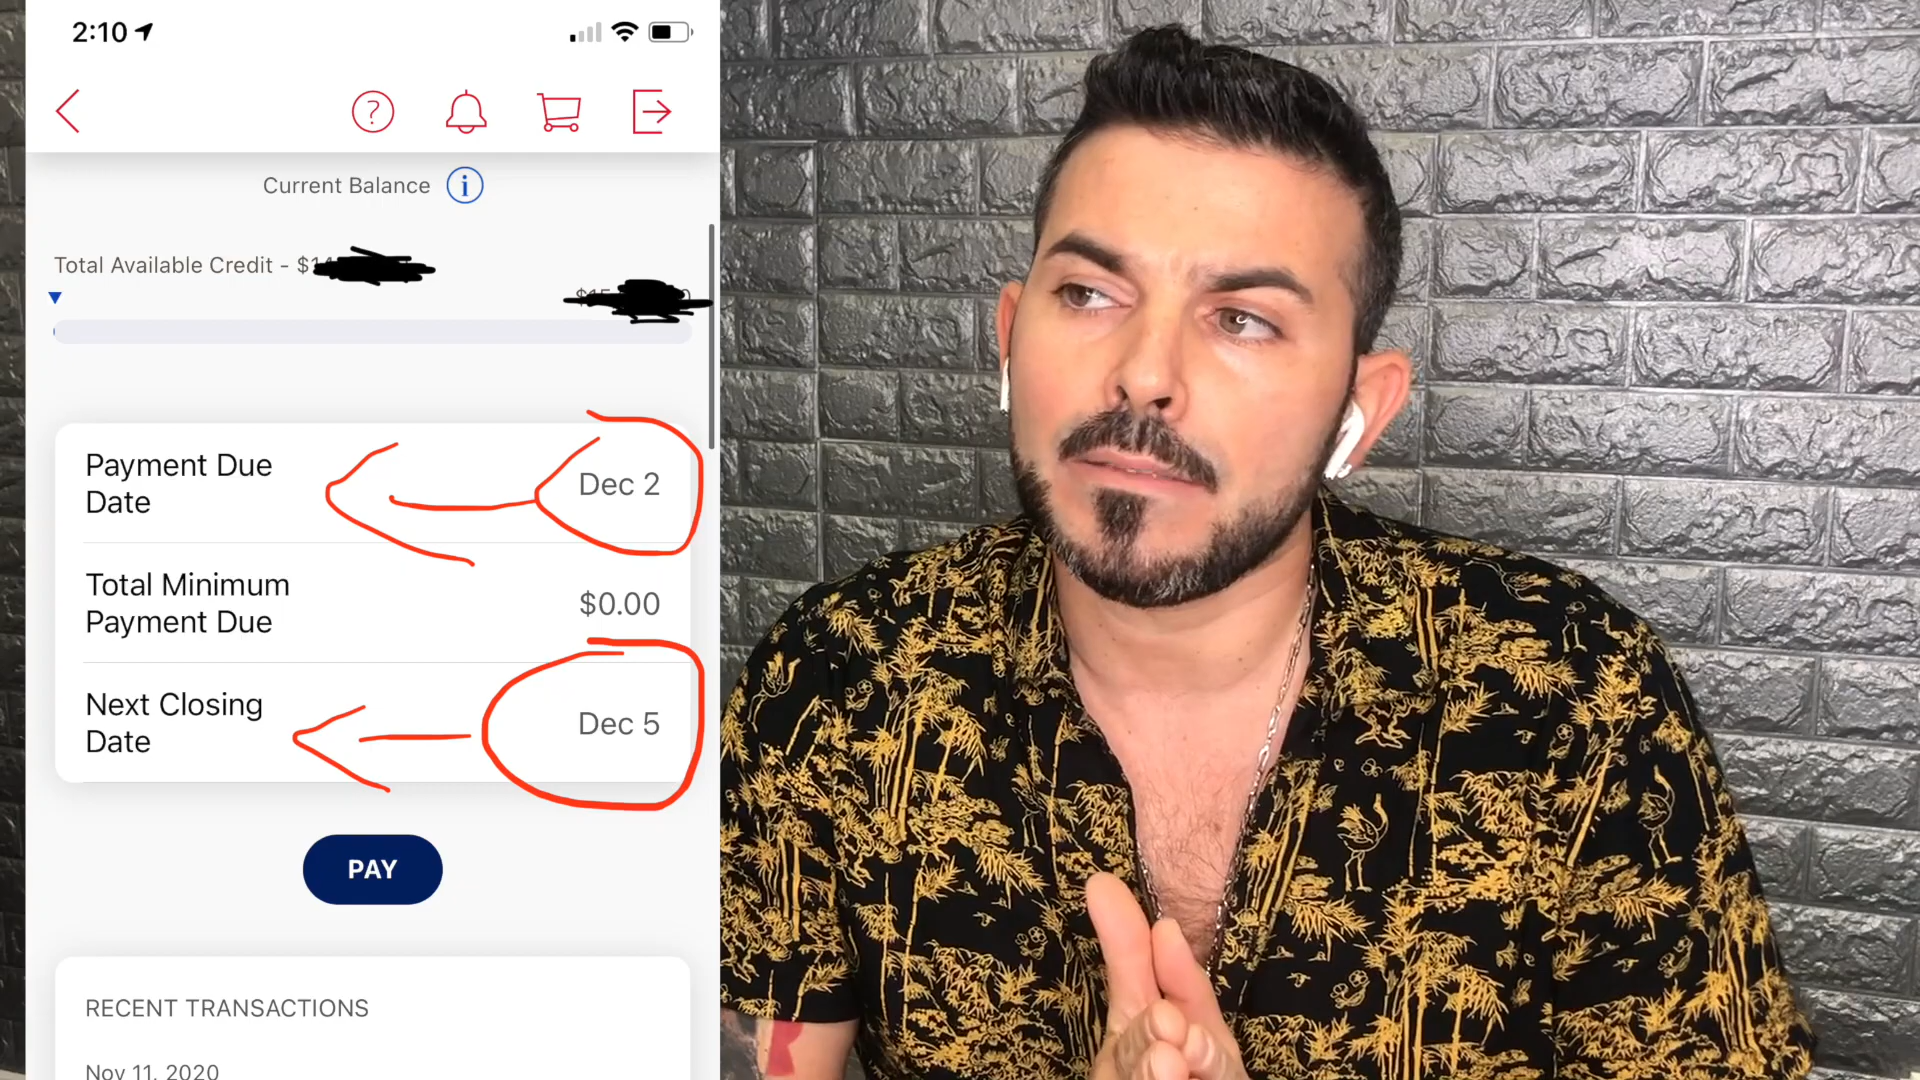 2:10
?
Current Balance i
Total Available Credit - $
Payment Due
Date
Dec 2
Total Minimum
Payment Due
$0.00
Next Closing
Date
Dec 5
PAY
RECENT TRANSACTIONS
Nov 11, 2020